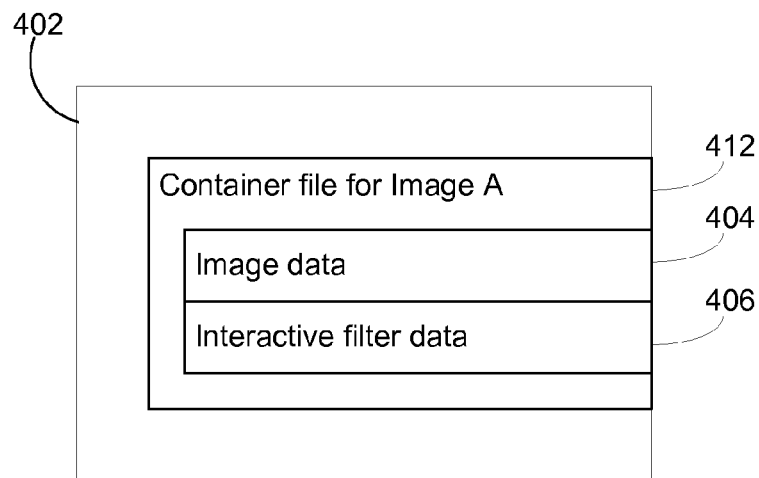 402
412
Container file for Image A
404
Image data
406
Interactive filter data